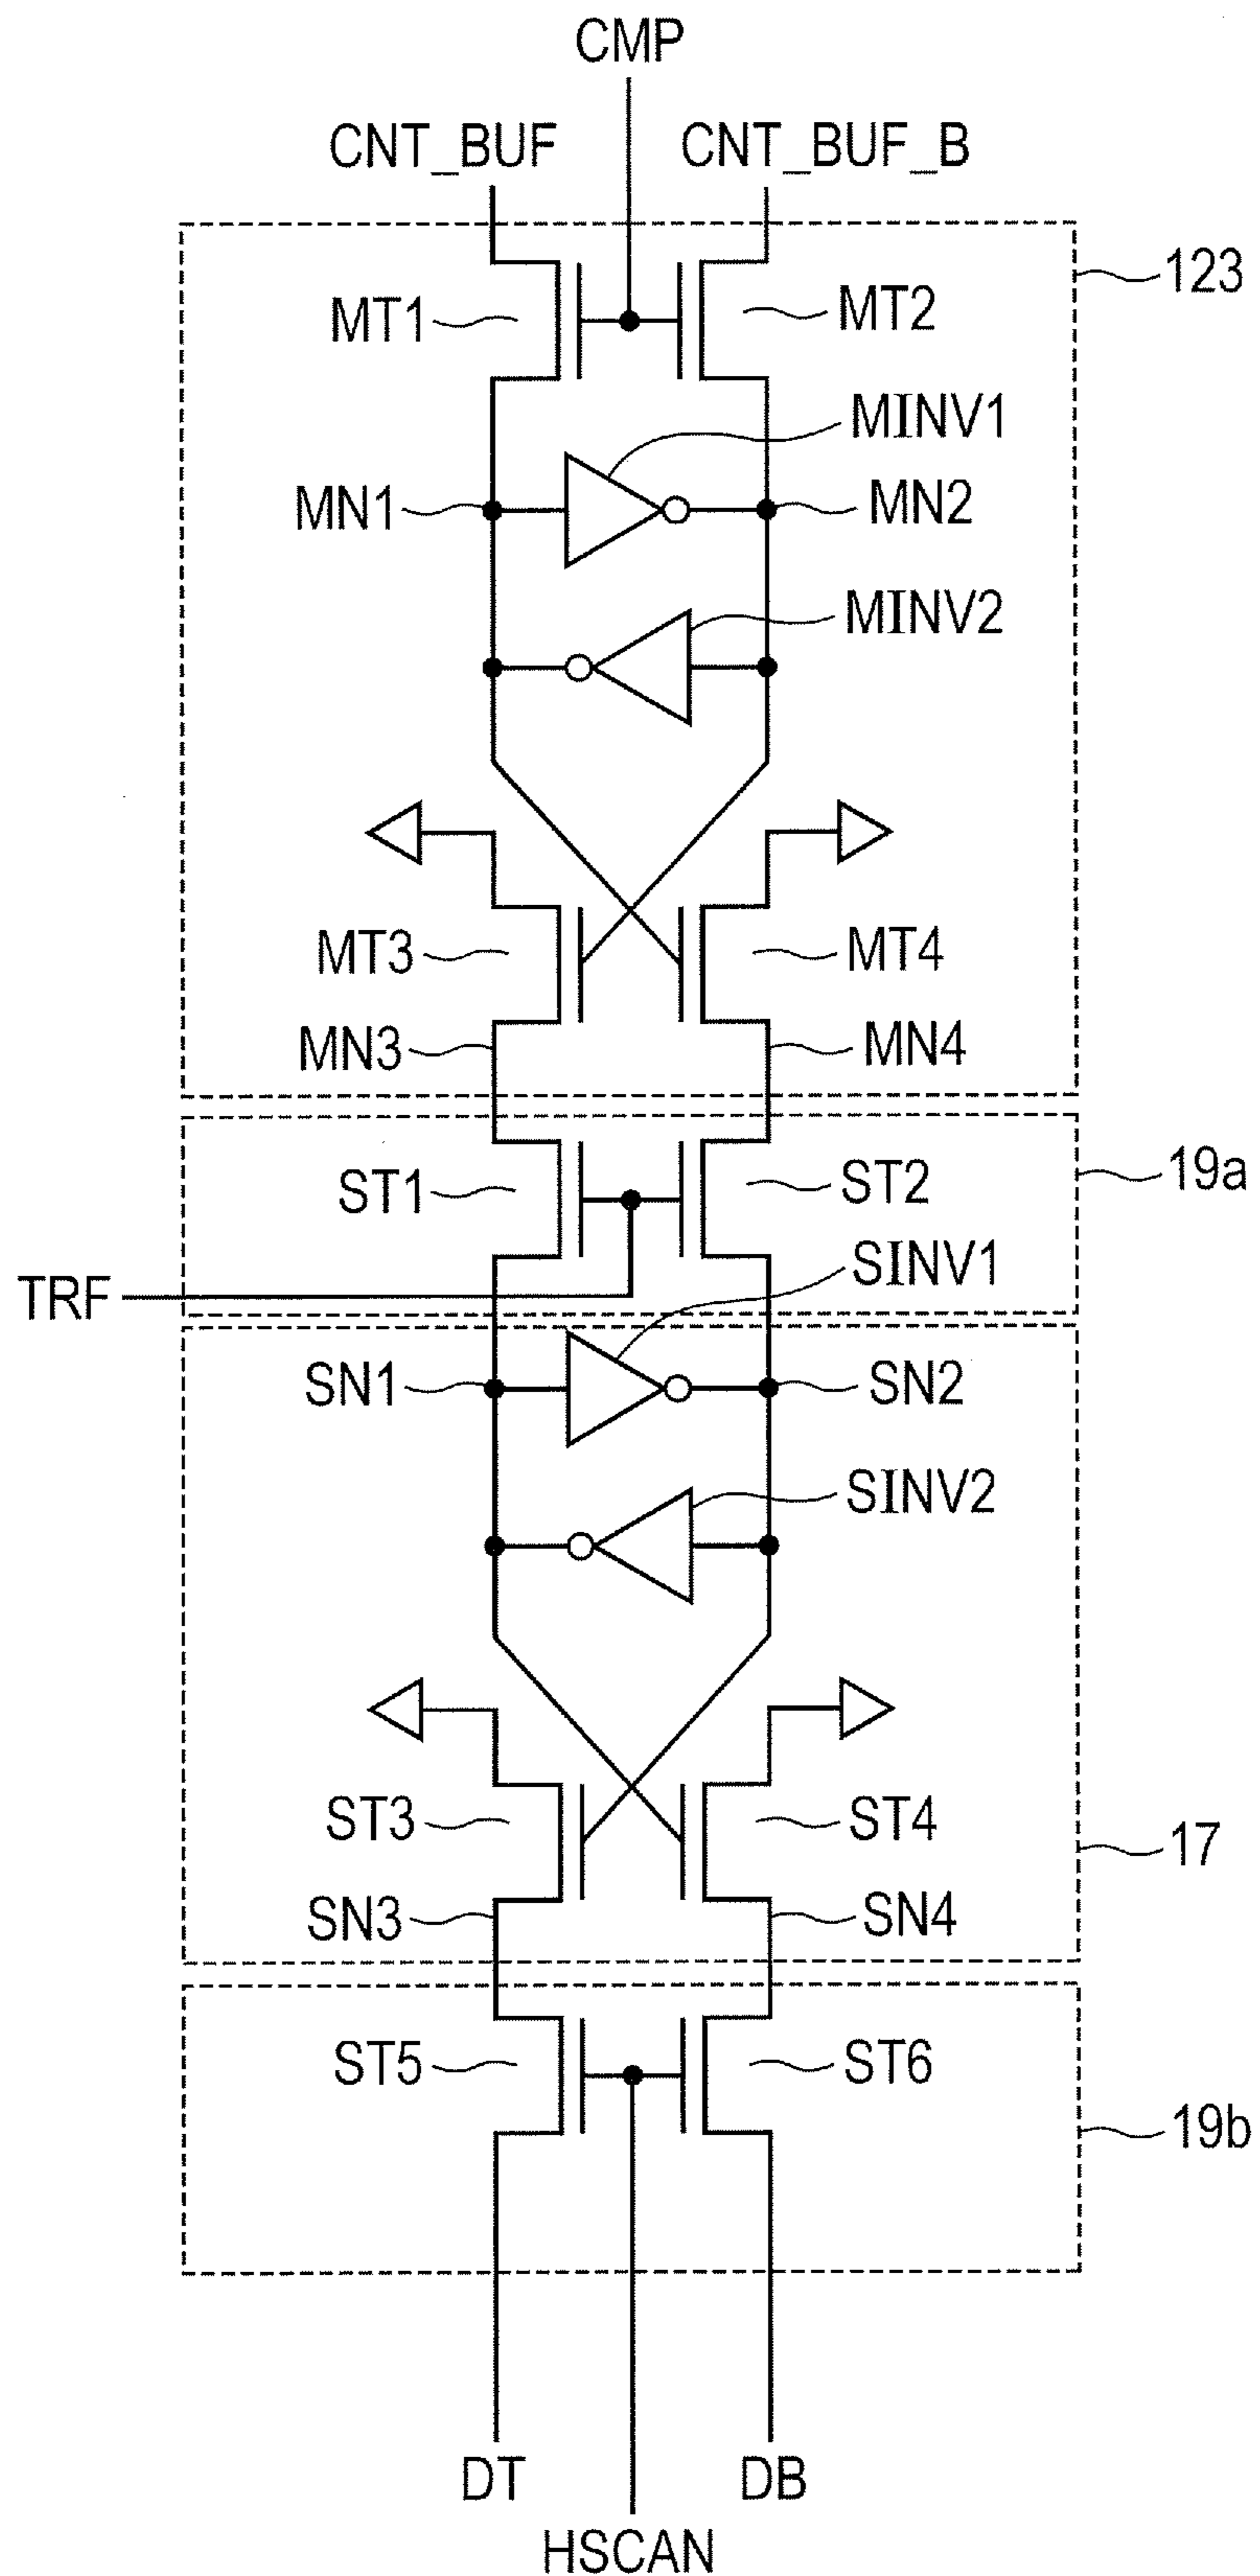 CMP
CNT_BUF
CNT_BUF_B
123
MT1
MT2
MINV1
MN1
MN2
MINV2
MT3
MT4
MN3
MN4
19a
ST1
ST2
SINV1
TRF
SN1
SN2
SINV2
ST3
ST4
17
SN3
SN4
ST5
ST6
19b
DT
DB
HSCAN